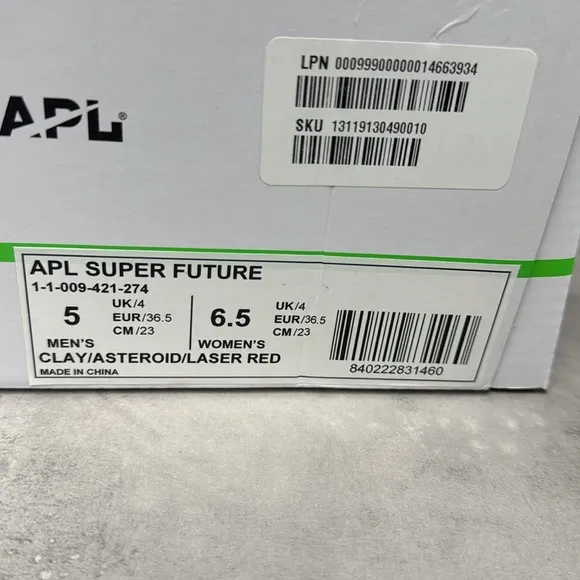 LPN 00099900000014663934
SKU 13119130490010
APL®
APL SUPER FUTURE
1-1-009-421-274
5 UK/4 EUR/36.5 CM/23 MEN'S
6.5 UK/4 EUR/36.5 CM/23 WOMEN'S
CLAY/ASTEROID/LASER RED
MADE IN CHINA
840222831460